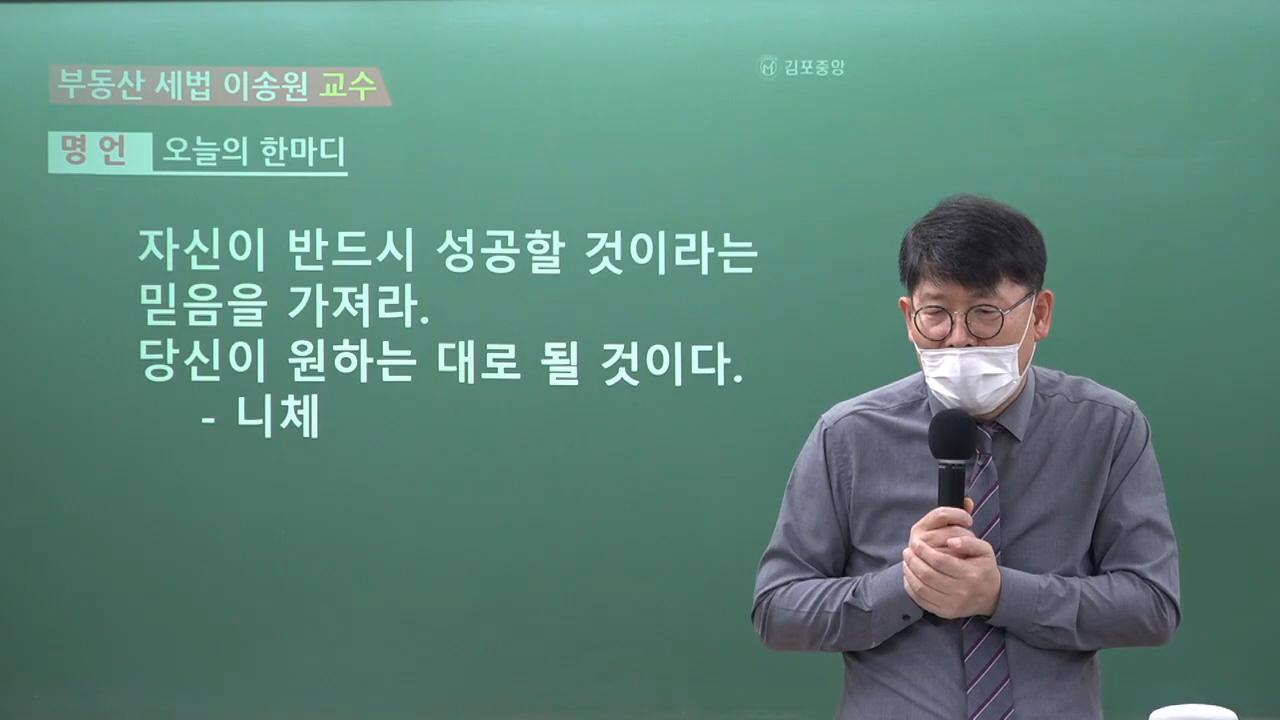 부동산 세법 이송원 교수
김포중앙
명언 오늘의 한마디
자신이 반드시 성공할 것이라는
믿음을 가져라.
당신이 원하는 대로 될 것이다.
- 니체